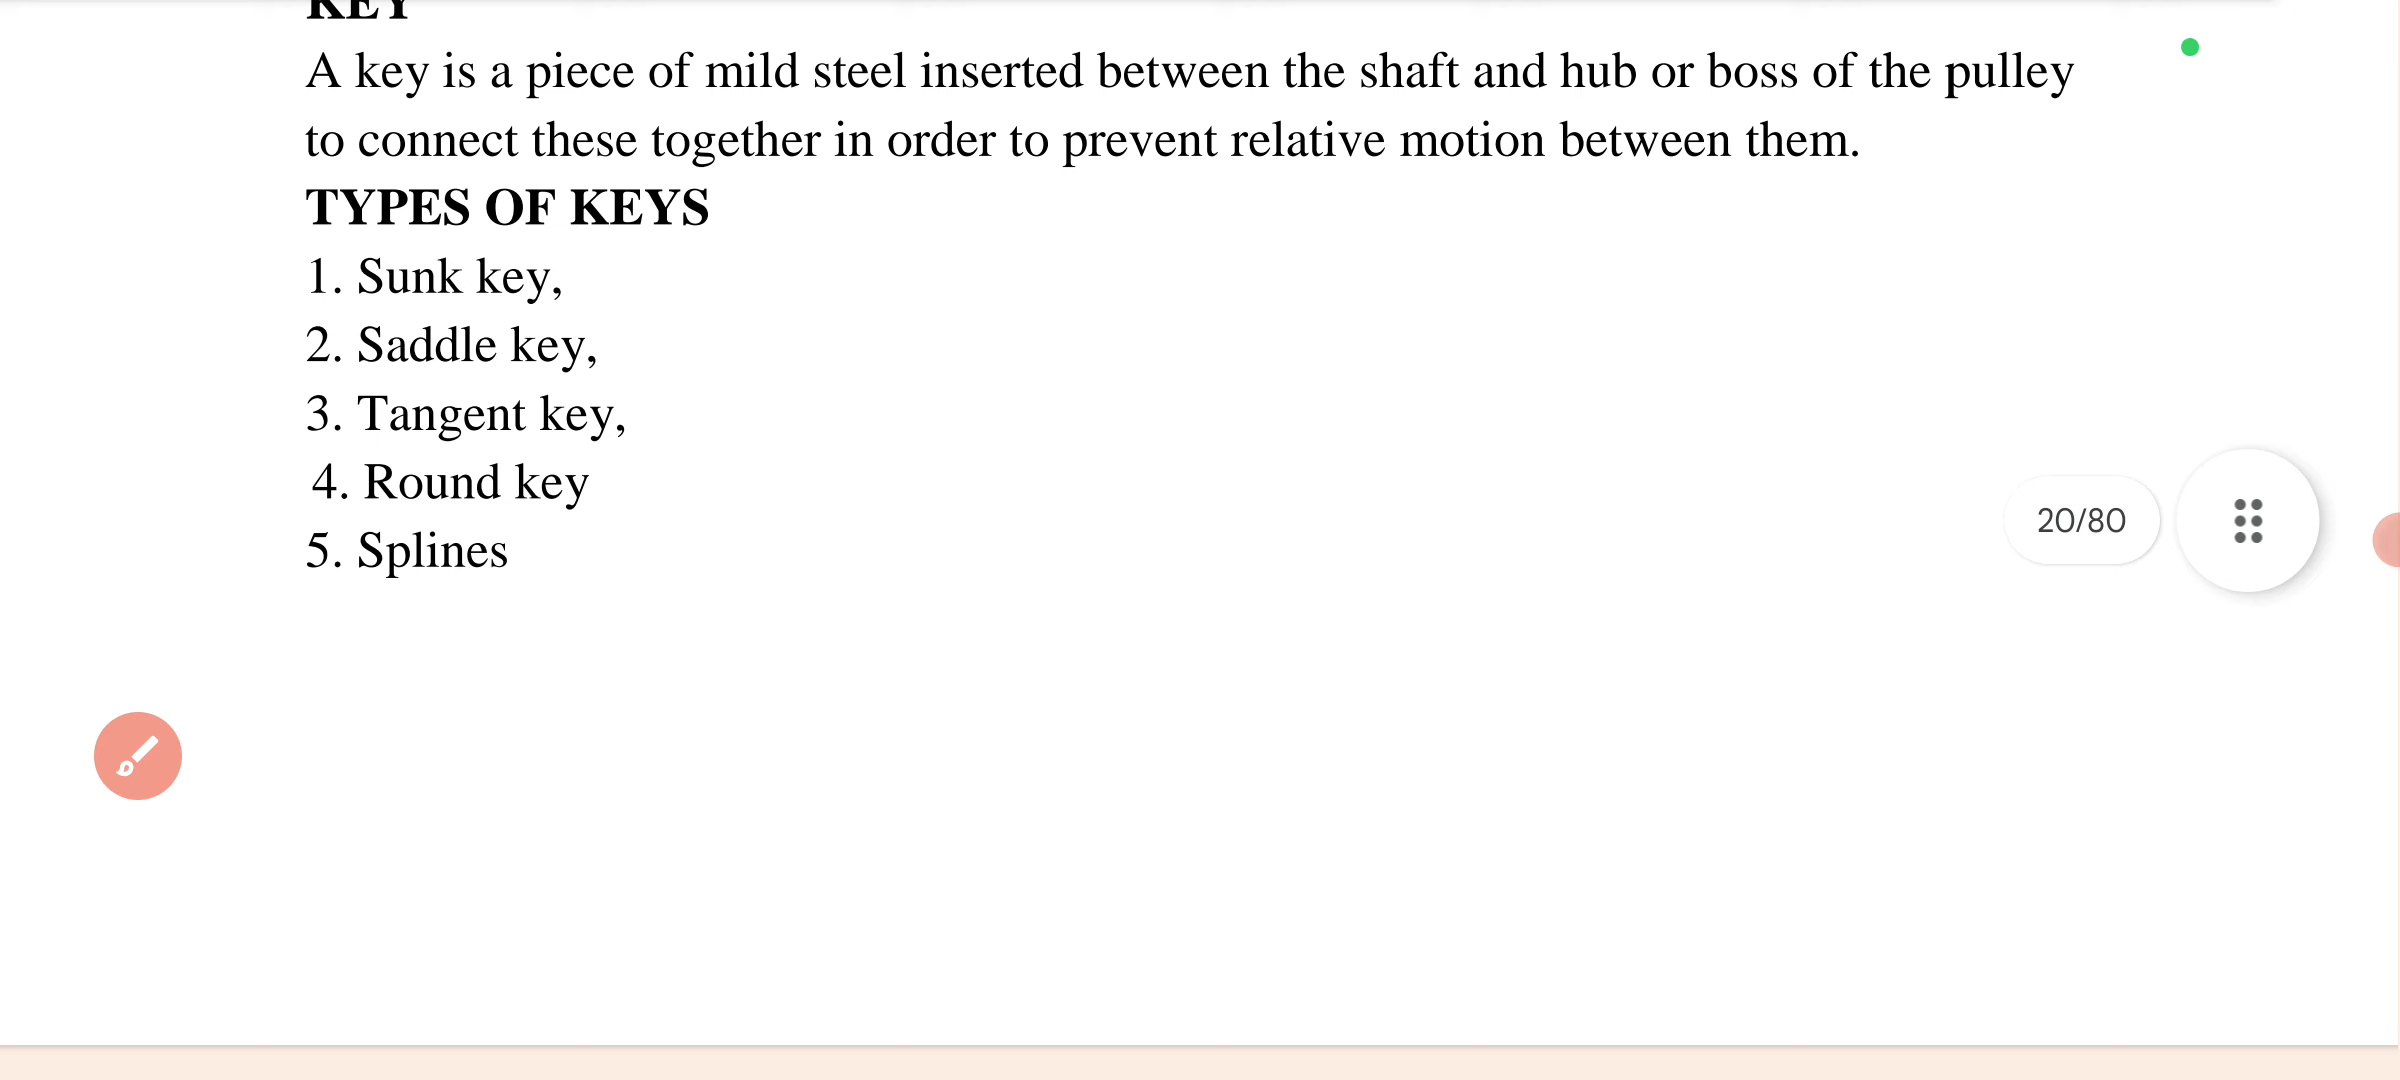 KEY
A key is a piece of mild steel inserted between the shaft and hub or boss of the pulley
to connect these together in order to prevent relative motion between them.
TYPES OF KEYS
1. Sunk key,
2. Saddle key,
3. Tangent key,
4. Round key
5. Splines
20/80